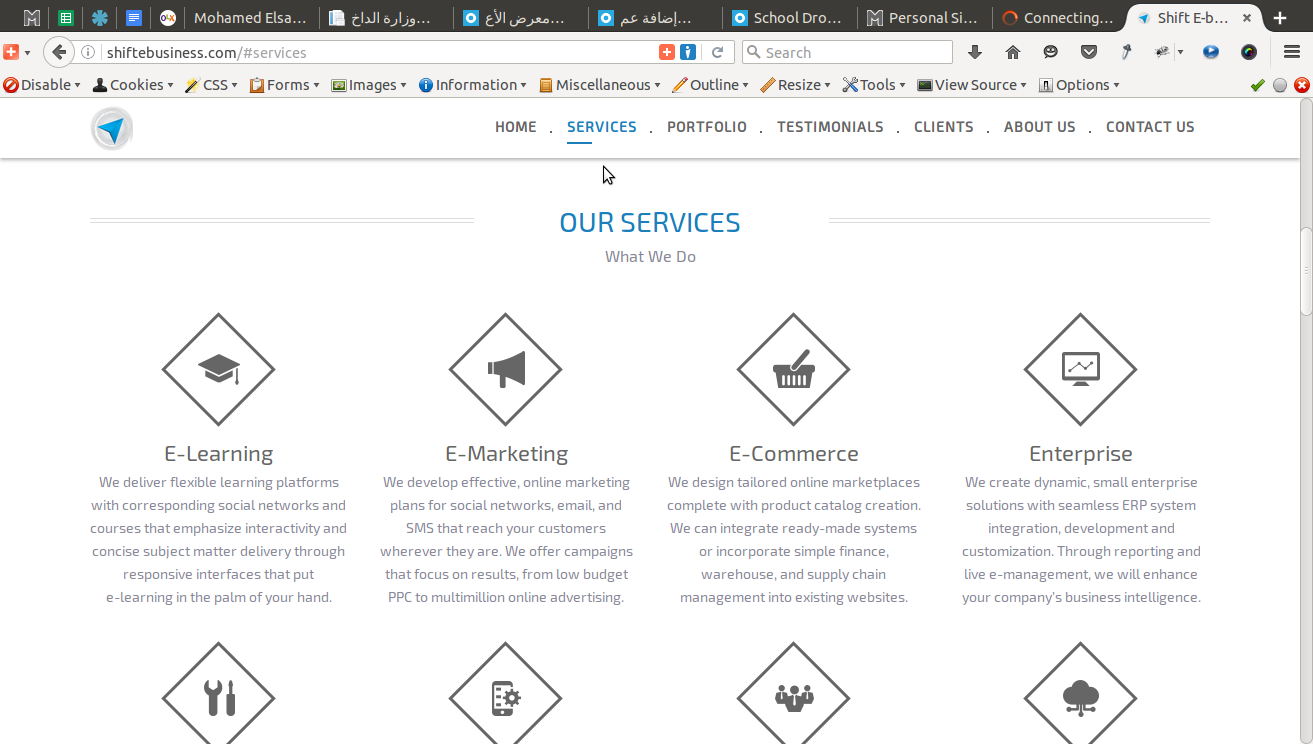 Mohamed Elsa...
وزارة الداخ...
معرض الأع...
إضافة عم...
School Dro...
Personal Si...
Connecting...
Shift E-b...
shiftebusiness.com/#services
Search
Disable
Cookies
CSS
Forms
Images
Information
Miscellaneous
Outline
Resize
Tools
View Source
Options
HOME . SERVICES . PORTFOLIO . TESTIMONIALS . CLIENTS . ABOUT US . CONTACT US
OUR SERVICES
What We Do
E-Learning
We deliver flexible learning platforms
with corresponding social networks and
courses that emphasize interactivity and
concise subject matter delivery through
responsive interfaces that put
e-learning in the palm of your hand.
E-Marketing
We develop effective, online marketing
plans for social networks, email, and
SMS that reach your customers
wherever they are. We offer campaigns
that focus on results, from low budget
PPC to multimillion online advertising.
E-Commerce
We design tailored online marketplaces
complete with product catalog creation.
We can integrate ready-made systems
or incorporate simple finance,
warehouse, and supply chain
management into existing websites.
Enterprise
We create dynamic, small enterprise
solutions with seamless ERP system
integration, development and
customization. Through reporting and
live e-management, we will enhance
your company's business intelligence.